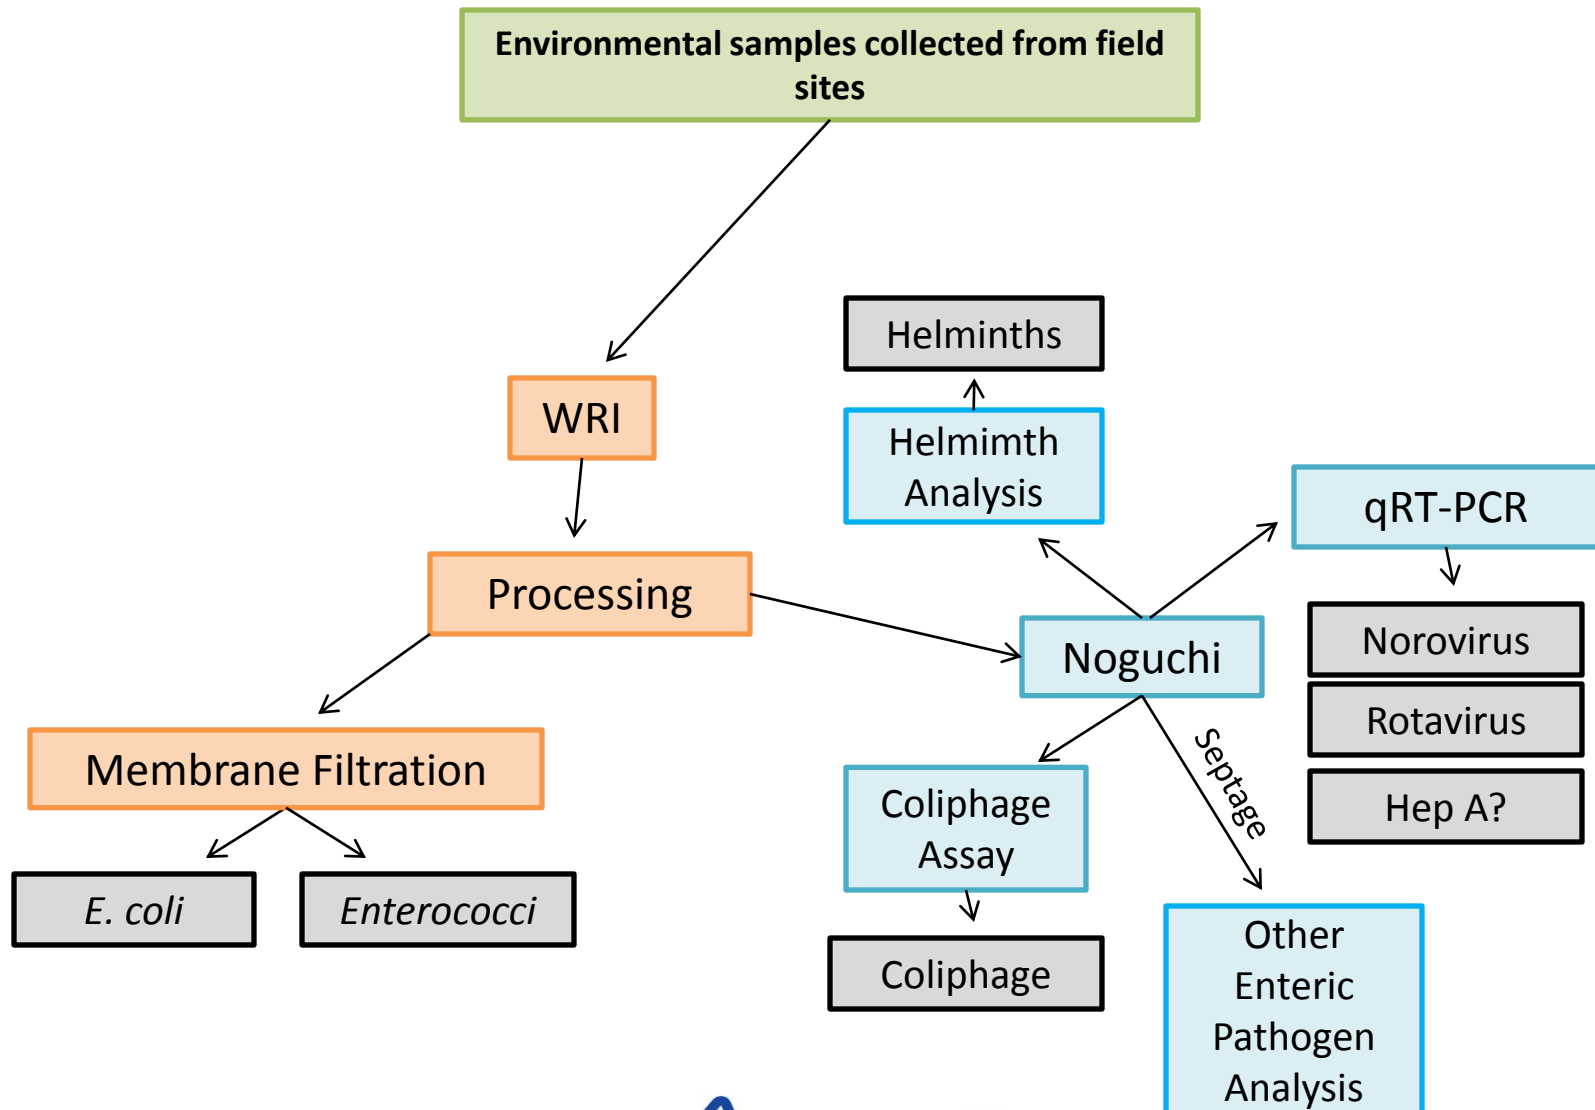 Environmental samples collected from field
sites
Helminths
WRI
Helmimth
Analysis
qRT-PCR
Processing
Norovirus
Noguchi
Rotavirus
Septage
Membrane Filtration
Hep A?
Coliphage
Assay
E. coli
Enterococci
Coliphage
Other
Enteric
Pathogen
Analysis